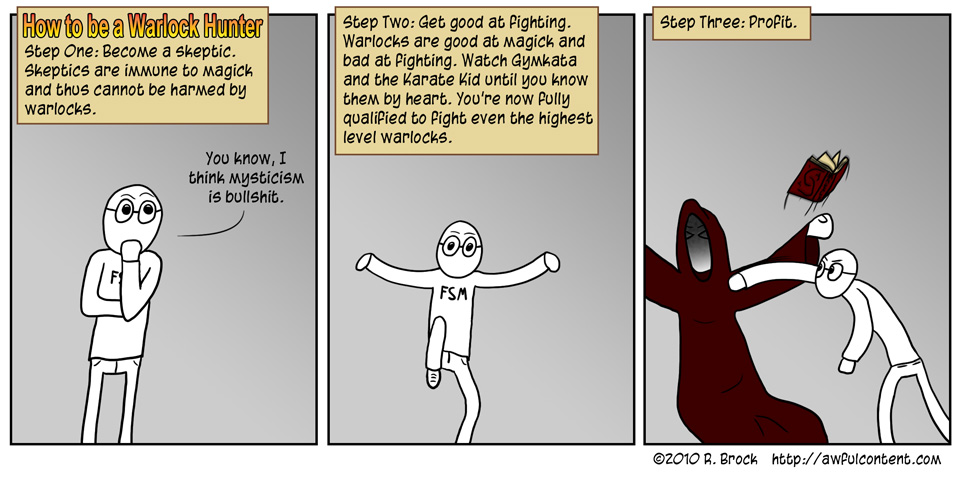 How to be a Warlock Hunter
Step One: Become a skeptic.
Skeptics are immune to magick
and thus cannot be harmed by
warlocks.
You know, I
think mysticism
is bullshit.
FS
Step Two: Get good at fighting.
Warlocks are good at magick and
bad at fighting. Watch Gymkata
and the Karate Kid until you know
them by heart. You're now fully
qualified to fight even the highest
level warlocks.
FSM
Step Three: Profit.
©2010 R. Brock http://awfulcontent.com